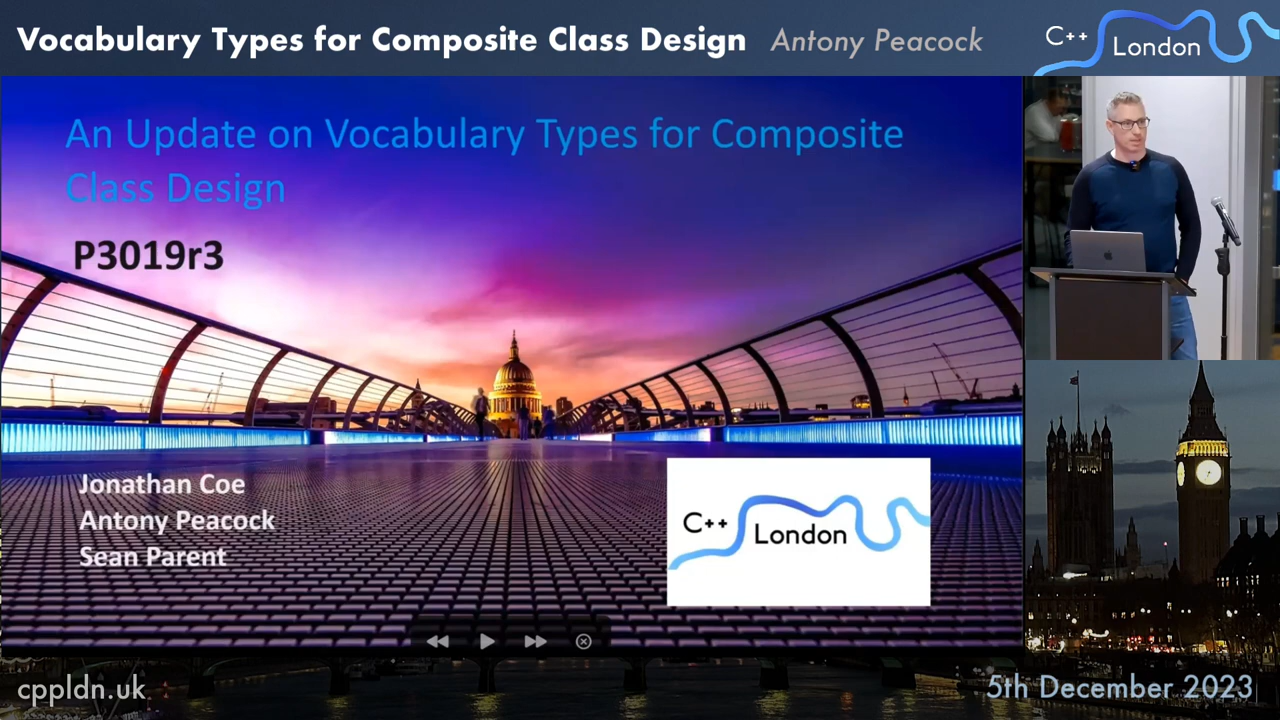 Vocabulary Types for Composite Class Design Antony Peacock
C++
London
An Update on Vocabulary Types for Composite
Class Design
P3019r3
Jonathan Coe
Antony Peacock
Sean Parent
C++
London
cppldn.uk
5th December 2023